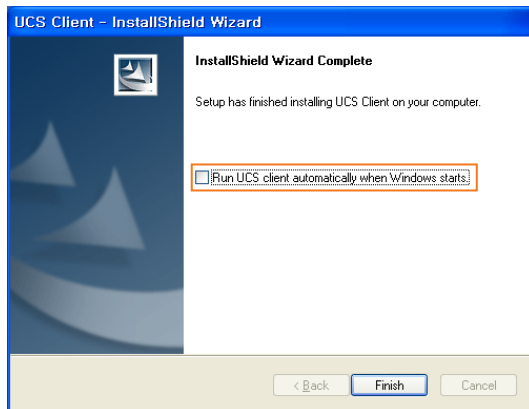 UCS Client - InstallShield Wizard
InstallShield Wizard Complete
Setup has finished installing UCS Client on your computer.
Run UCS client automatically when Windows starts.
< Back
Finish
Cancel